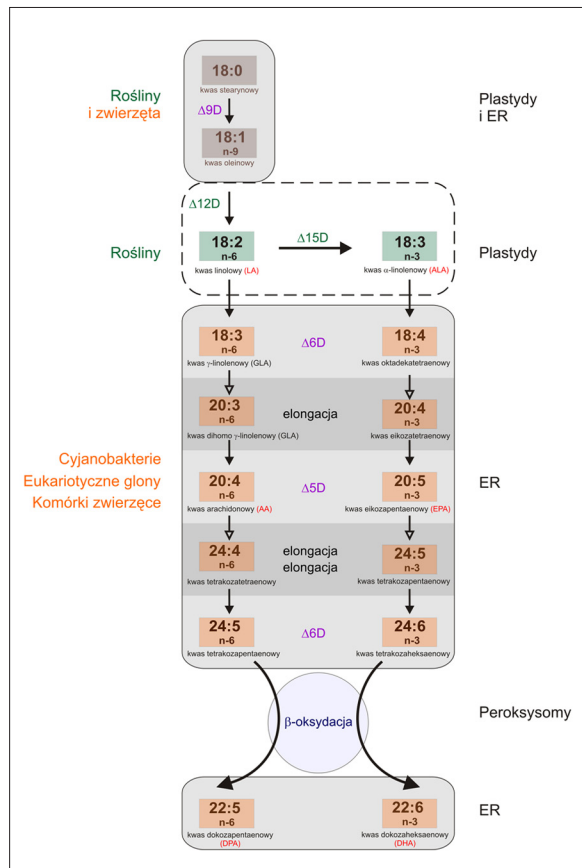 18:0
kwas stearynowy
Rośliny
i zwierzęta
Δ9D
Plastydy
i ER
18:1
n-9
kwas oleinowy
Δ12D
Rośliny
18:2
n-6
kwas linolowy (LA)
Δ15D
18:3
n-3
kwas α-linolenowy (ALA)
Plastydy
18:3
n-6
kwas γ-linolenowy (GLA)
Δ6D
18:4
n-3
kwas oktadekatetraenowy
20:3
n-6
kwas dihomo γ-linolenowy (GLA)
elongacja
20:4
n-3
kwas eikozatetraenowy
Cyjanobakterie
Eukariotyczne glony
Komórki zwierzęce
20:4
n-6
kwas arachidonowy (AA)
Δ5D
20:5
n-3
kwas eikozapentaenowy (EPA)
ER
24:4
n-6
kwas tetrakozatetraenowy
elongacja
elongacja
24:5
n-3
kwas tetrakozapentaenowy
24:5
n-6
kwas tetrakozapentaenowy
Δ6D
24:6
n-3
kwas tetrakozaheksaenowy
β-oksydacja
Peroksysomy
22:5
n-6
kwas dokozapentaenowy
(DPA)
22:6
n-3
kwas dokozaheksaenowy
(DHA)
ER